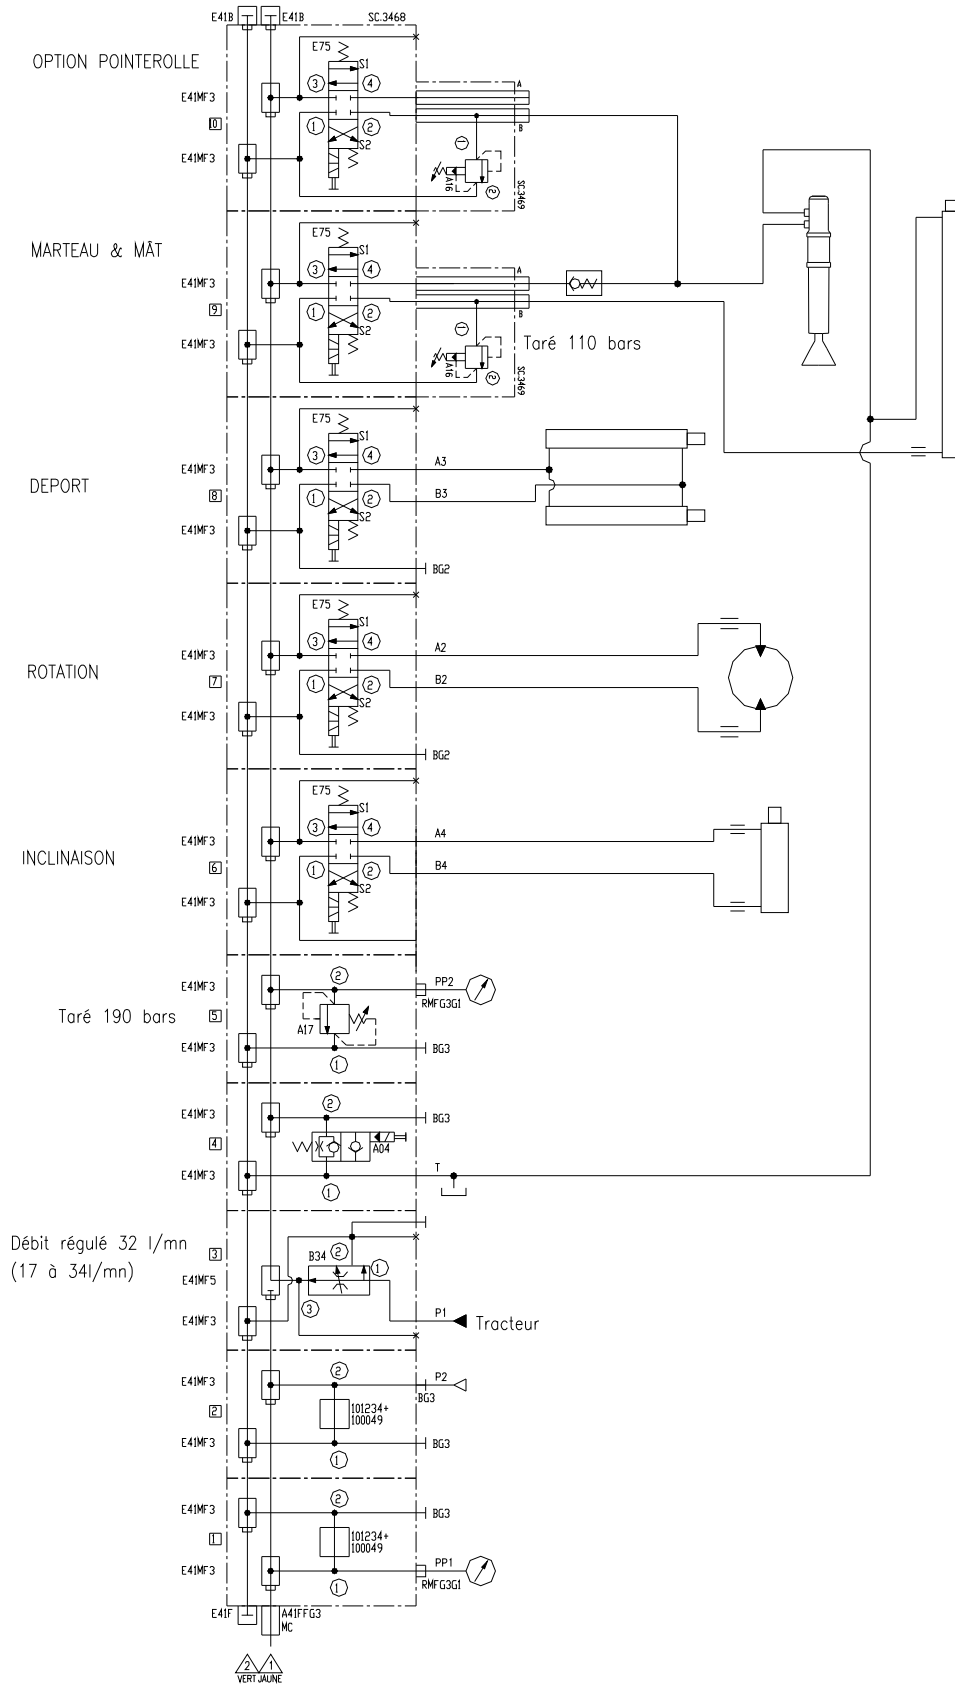 E41B E41B SC.3468
OPTION POINTEROLLE
E75
S1
3 4
A
E41MF3
10
1 2
B
S2
1
E41MF3
A16
2
SC.3469
MARTEAU & MÂT
E75
S1
3 4
A
E41MF3
9
1 2
B
S2
1
Taré 110 bars
E41MF3
A16
2
SC.3469
E75
S1
3 4
A3
E41MF3
DEPORT
8
1 2
B3
S2
E41MF3
BG2
E75
S1
3 4
A2
E41MF3
ROTATION
7
1 2
B2
S2
E41MF3
BG2
E75
S1
3 4
A4
E41MF3
INCLINAISON
6
1 2
B4
S2
E41MF3
2
PP2
E41MF3
RMFG3G1
Taré 190 bars
5
A17
E41MF3
BG3
1
2
E41MF3
BG3
4
A04
T
E41MF3
1
Débit régulé 32 l/mn
(17 à 34l/mn)
3
B34
2
1
E41MF5
3
P1
E41MF3
Tracteur
2
P2
E41MF3
BG3
2
101234+
100049
E41MF3
BG3
1
2
E41MF3
BG3
1
101234+
100049
PP1
E41MF3
RMFG3G1
1
E41F A41FFG3
MC
2 1
VERT JAUNE